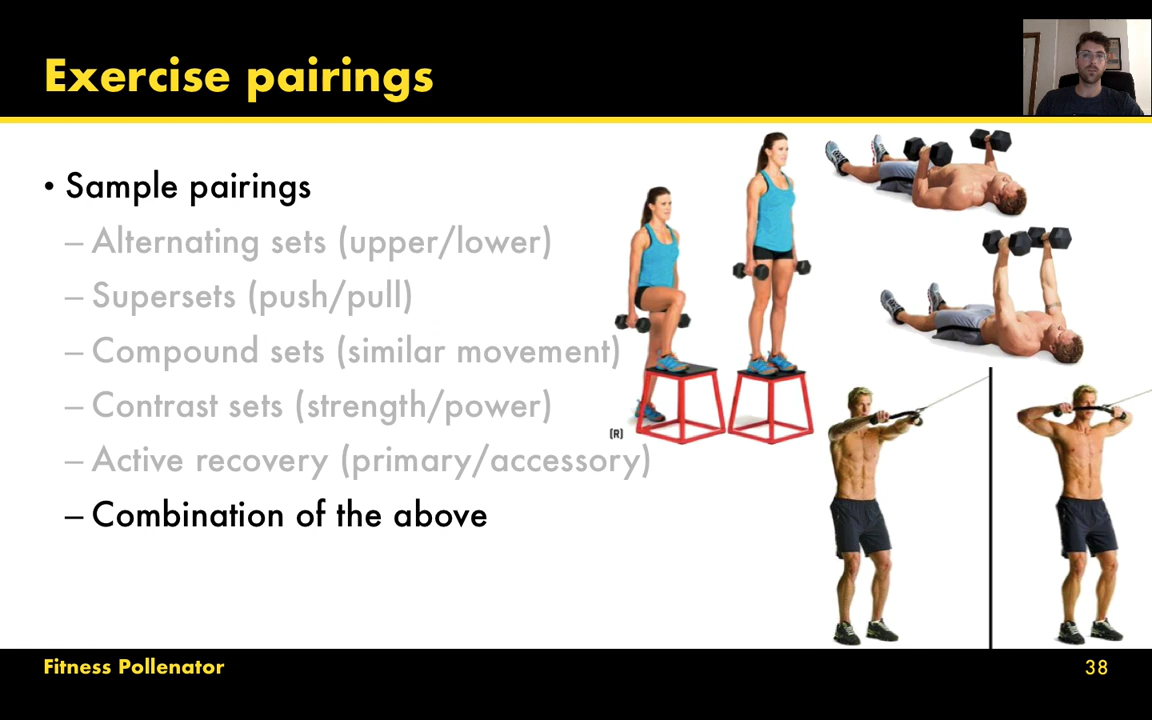 Exercise pairings
• Sample pairings
– Alternating sets (upper/lower)
– Supersets (push/pull)
– Compound sets (similar movement)
– Contrast sets (strength/power)
(R)
– Active recovery (primary/accessory)
– Combination of the above
Fitness Pollenator
38